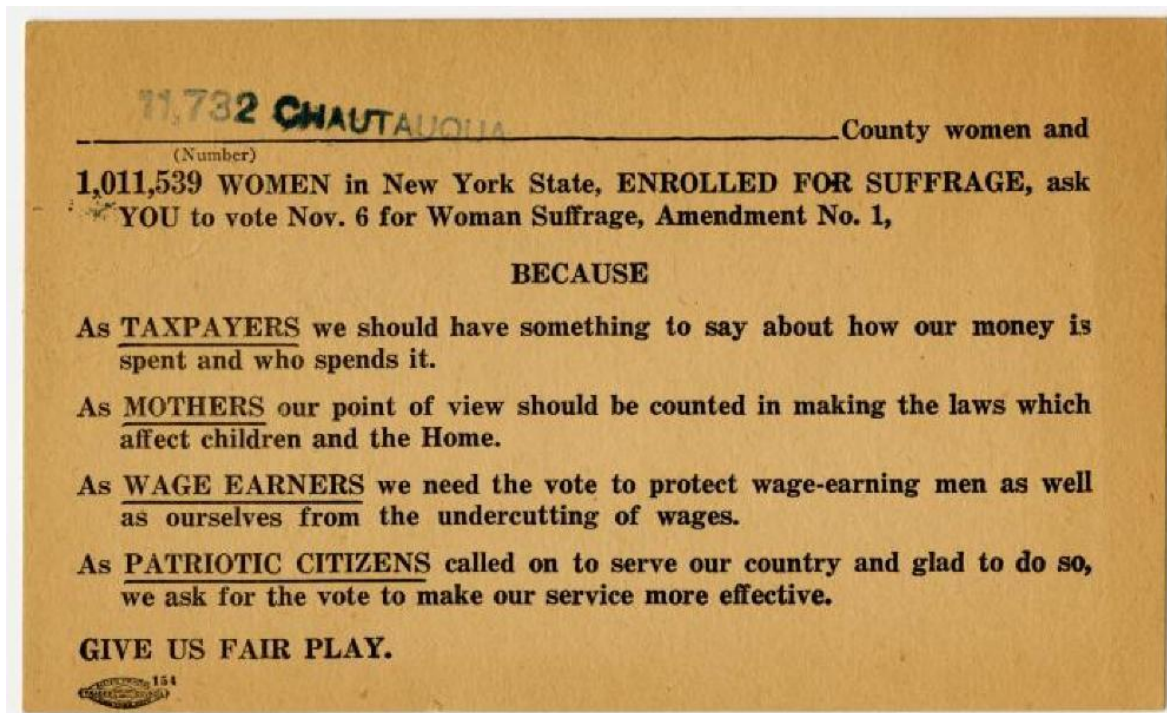 11,732 CHAUTAUQUA County women and
(Number)
1,011,539 WOMEN in New York State, ENROLLED FOR SUFFRAGE, ask
YOU to vote Nov. 6 for Woman Suffrage, Amendment No. 1,
BECAUSE
As TAXPAYERS we should have something to say about how our money is
spent and who spends it.
As MOTHERS our point of view should be counted in making the laws which
affect children and the Home.
As WAGE EARNERS we need the vote to protect wage-earning men as well
as ourselves from the undercutting of wages.
As PATRIOTIC CITIZENS called on to serve our country and glad to do so,
we ask for the vote to make our service more effective.
GIVE US FAIR PLAY.
154